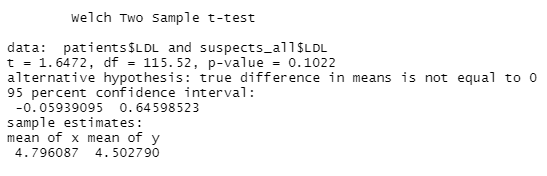 Welch Two Sample t-test
data: patients$LDL and suspects_all$LDL
t = 1.6472, df = 115.52, p-value = 0.1022
alternative hypothesis: true difference in means is not equal to 0
95 percent confidence interval:
-0.05939095 0.64598523
sample estimates:
mean of x mean of y
4.796087 4.502790